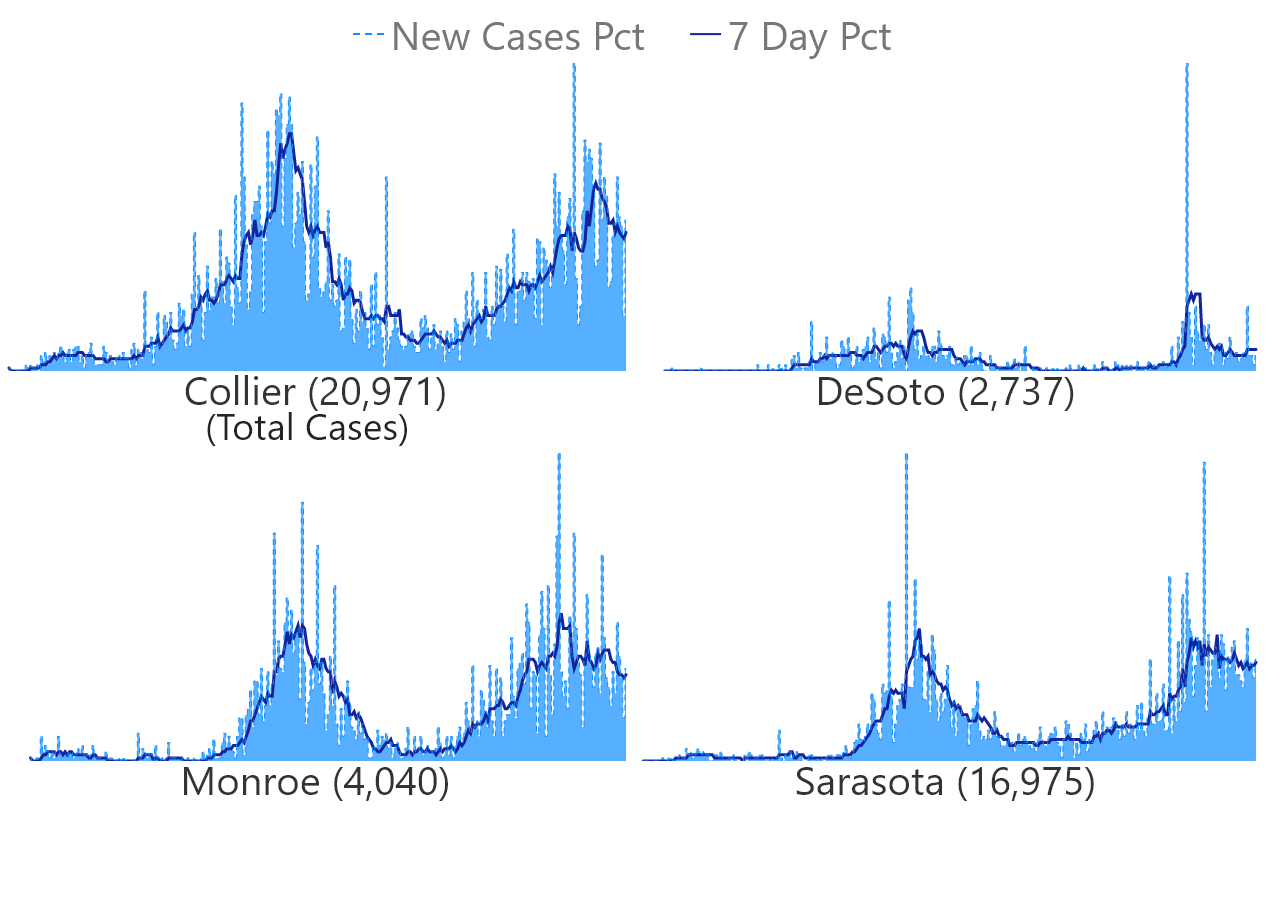 New Cases Pct 7 Day Pct
Collier (20,971)
(Total Cases)
DeSoto (2,737)
Monroe (4,040)
Sarasota (16,975)